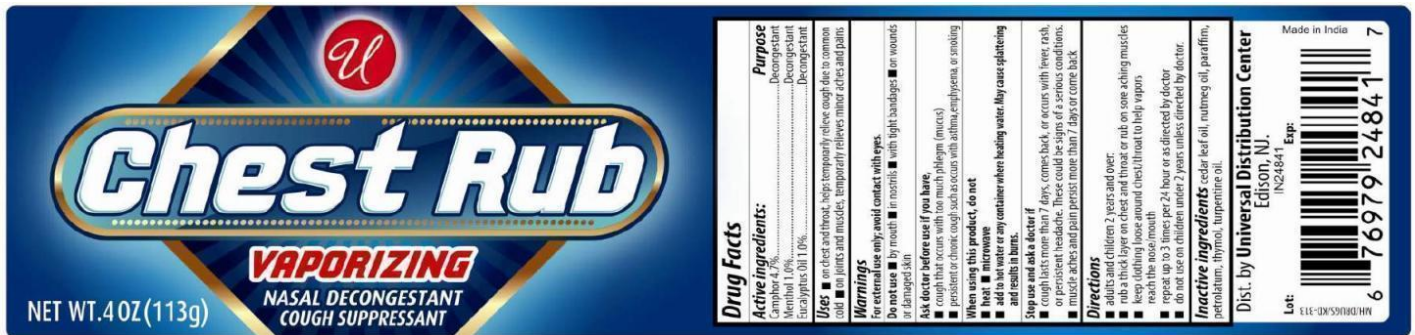 U
Chest Rub
VAPORIZING
NASAL DECONGESTANT
COUGH SUPPRESSANT
NET WT.4 OZ(113g)
Drug Facts
Active ingredients: Purpose
Camphor 4.7%..............Decongestant
Menthol 1.0%..............Decongestant
Eucalyptus Oil 1.0%..............Decongestant
Uses ■ on chest and throat, helps temporarily relieve cough due to common
cold ■ on joints and muscles, temporarily relieves minor aches and pains
Warnings
For external use only; avoid contact with eyes.
Do not use ■ by mouth ■ in nostrils ■ with tight bandages ■ on wounds
or damaged skin
Ask doctor before use if you have,
■ cough that occurs with too much phlegm (mucus)
■ persistent or chronic cough such as occurs with asthma, emphysema, or smoking
When using this product, do not
■ heat ■ microwave
■ add to hot water or any container where heating water. May cause splattering
and results in burns.
Stop use and ask a doctor if
■ cough lasts more than 7 days, comes back, or occurs with fever, rash,
or persistent headache. These could be signs of a serious conditions.
■ muscle aches and pain persist more than 7 days or come back
Directions
■ adults and children 2 years and over:
■ rub a thick layer on chest and throat or rub on sore aching muscles
■ keep clothing loose around chest/throat to help vapors
reach the nose/mouth
■ repeat up to 3 times per 24 hour or as directed by doctor
■ do not use on children under 2 years unless directed by doctor.
Inactive ingredients cedar leaf oil, nutmeg oil, paraffim,
petrolatum, thymol, turpentine oil.
Dist. by Universal Distribution Center
Edison, NJ.
IN24841
Lot: Exp:
6 76979 24841 7
Made in India
MH/DRUGS/KD-313